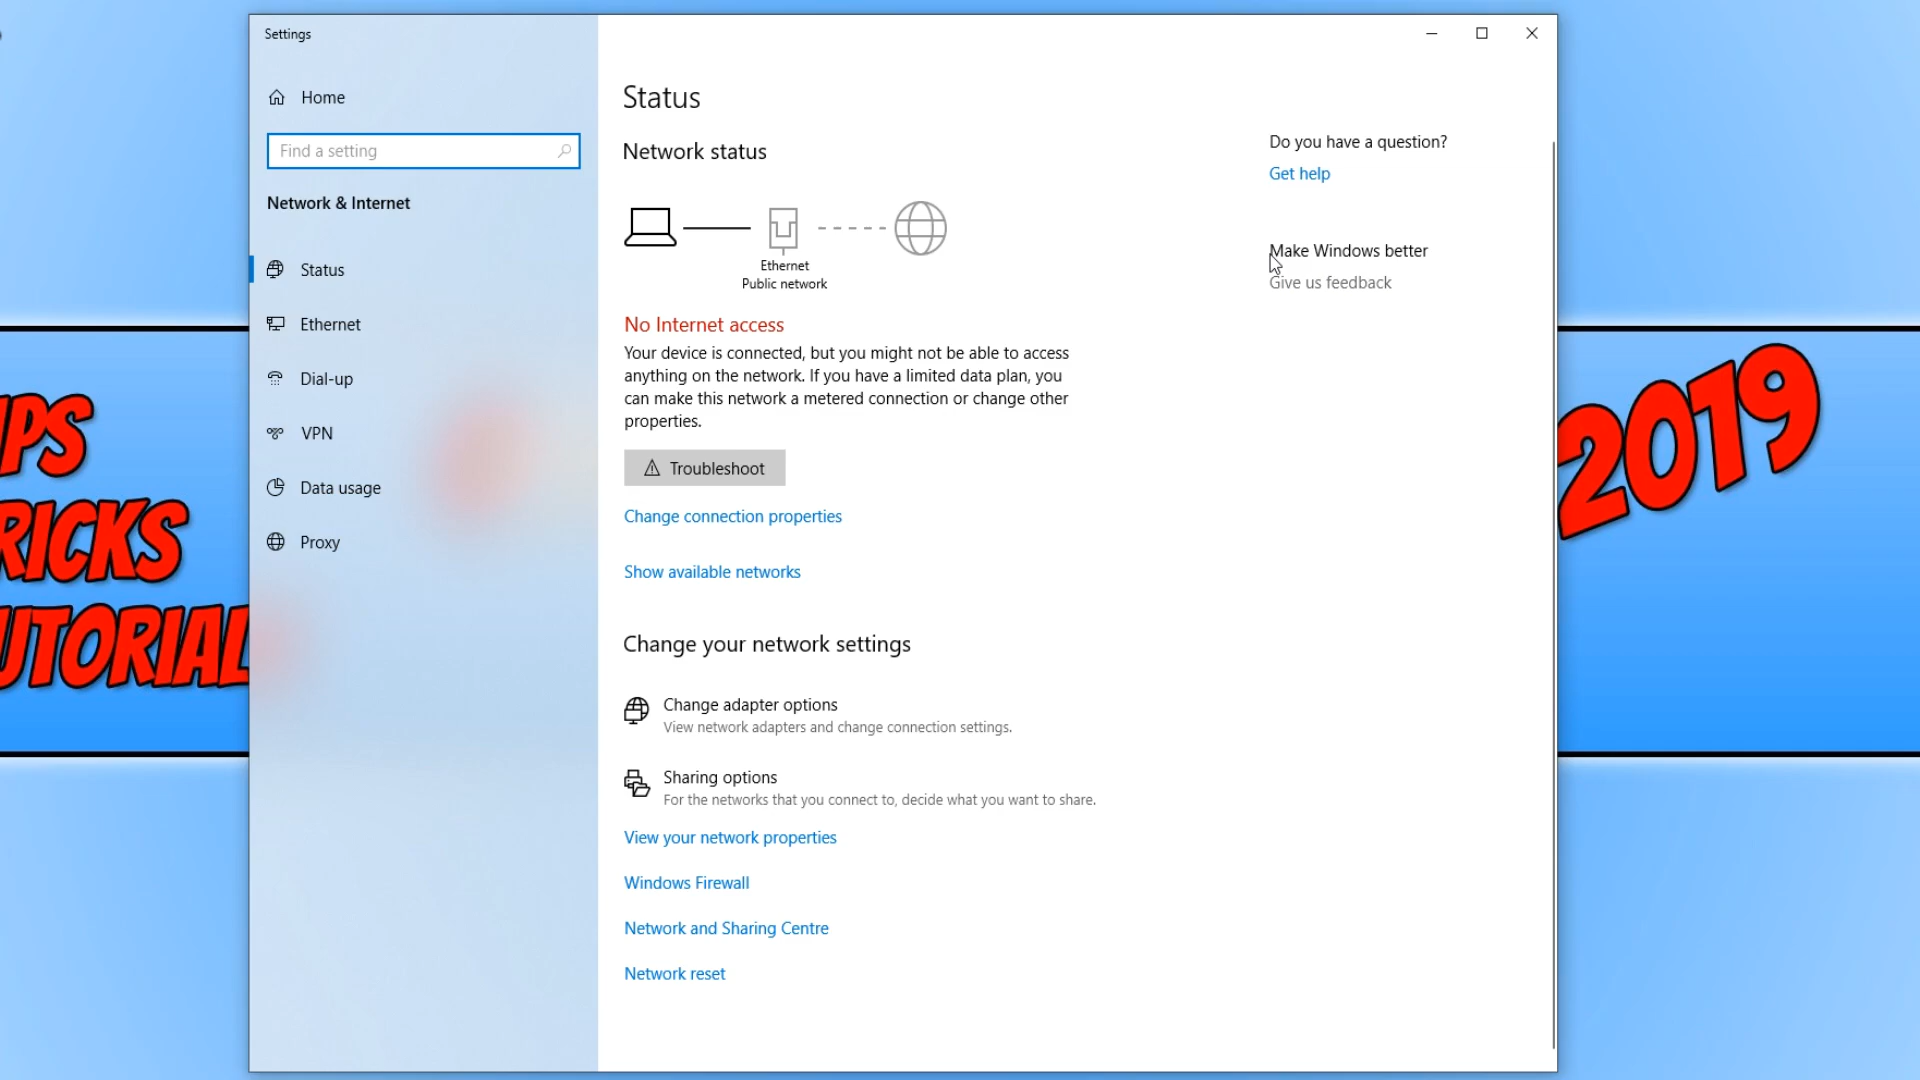 Settings
Home
Find a setting
Network & Internet
Status
Ethernet
Dial-up
VPN
Data usage
Proxy
Status
Network status
Ethernet
Public network
No Internet access
Your device is connected, but you might not be able to access
anything on the network. If you have a limited data plan, you
can make this network a metered connection or change other
properties.
Troubleshoot
Change connection properties
Show available networks
Change your network settings
Change adapter options
View network adapters and change connection settings.
Sharing options
For the networks that you connect to, decide what you want to share.
View your network properties
Windows Firewall
Network and Sharing Centre
Network reset
Do you have a question?
Get help
Make Windows better
Give us feedback
IPS
RICKS
UTORIAL
2019